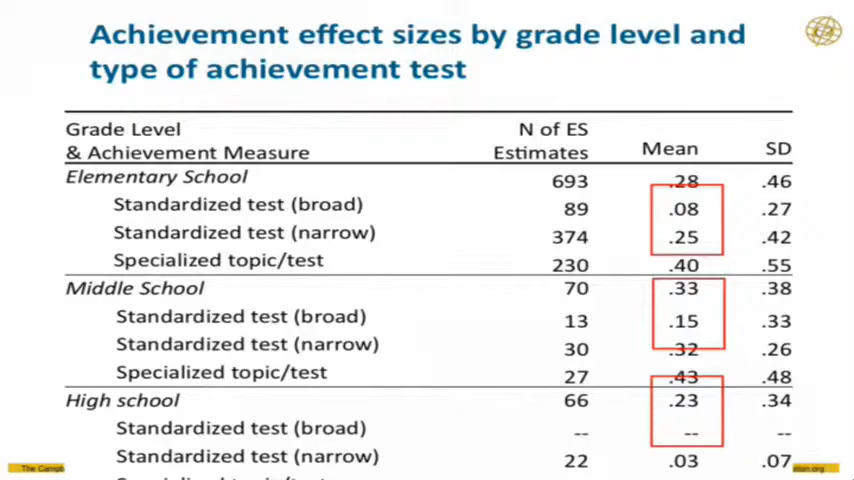 Achievement effect sizes by grade level and
type of achievement test
Grade Level
& Achievement Measure N of ES
Estimates Mean SD
Elementary School 693 .28 .46
Standardized test (broad) 89 .08 .27
Standardized test (narrow) 374 .25 .42
Specialized topic/test 230 .40 .55
Middle School 70 .33 .38
Standardized test (broad) 13 .15 .33
Standardized test (narrow) 30 .32 .26
Specialized topic/test 27 .43 .48
High school 66 .23 .34
Standardized test (broad) -- -- --
Standardized test (narrow) 22 .03 .07
The Campb
ation.org